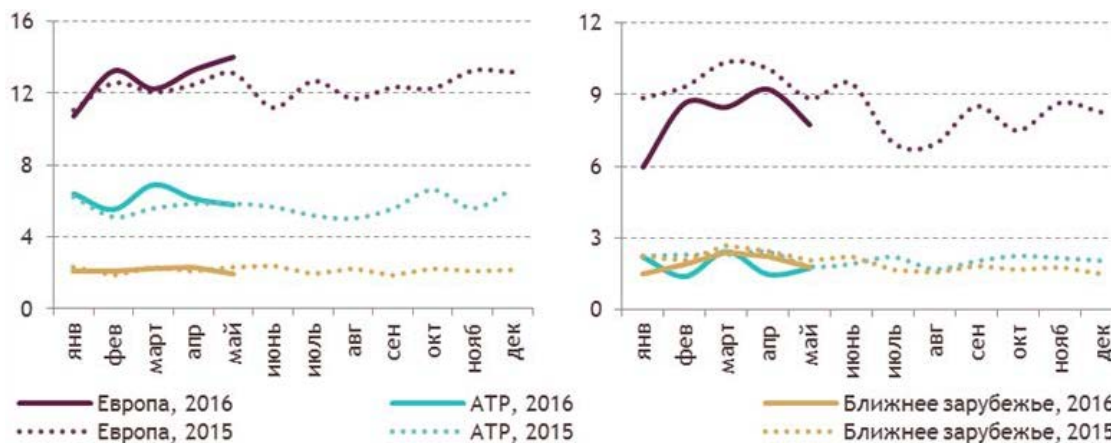 16
12
8
4
0
янв
фев
март
апр
май
июнь
июль
авг
сен
окт
нояб
дек
12
9
6
3
0
янв
фев
март
апр
май
июнь
июль
авг
сен
окт
нояб
дек
Европа, 2016 АТР, 2016 Ближнее зарубежье, 2016
Европа, 2015 АТР, 2015 Ближнее зарубежье, 2015